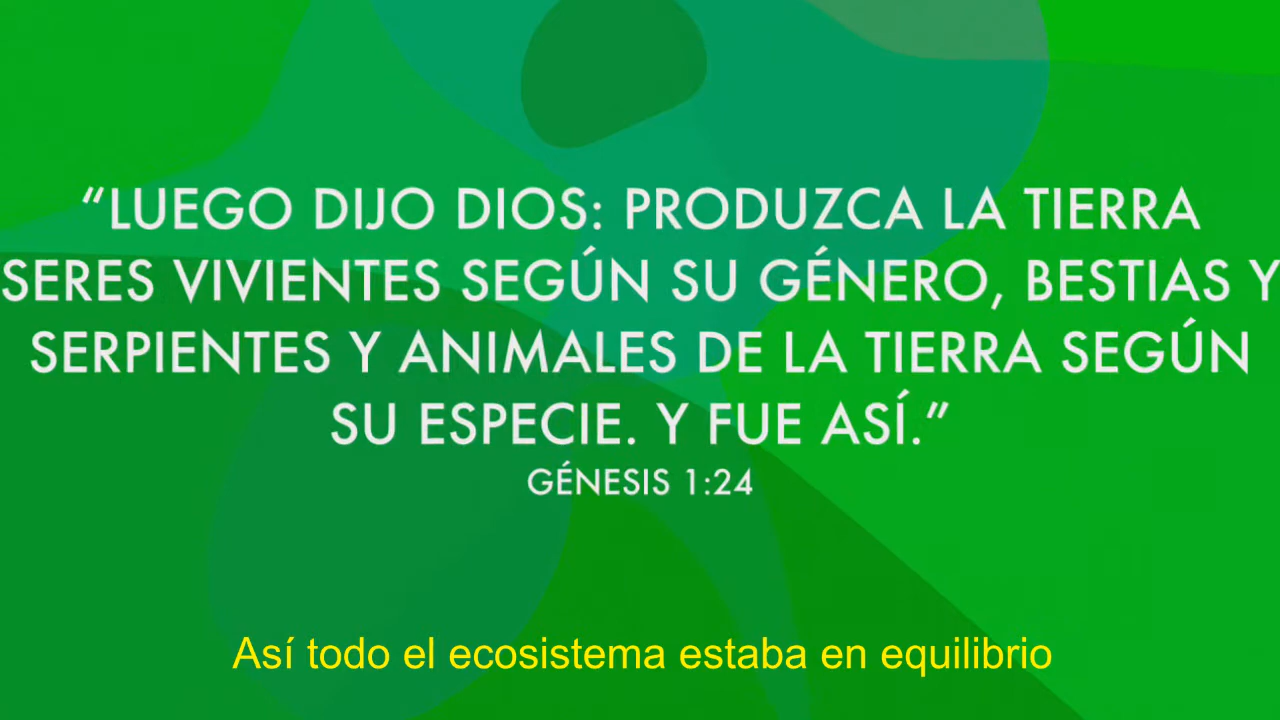 “LUEGO DIJO DIOS: PRODUZCA LA TIERRA
SERES VIVIENTES SEGÚN SU GÉNERO, BESTIAS Y
SERPIENTES Y ANIMALES DE LA TIERRA SEGÚN
SU ESPECIE. Y FUE ASÍ.”
GÉNESIS 1:24
Así todo el ecosistema estaba en equilibrio